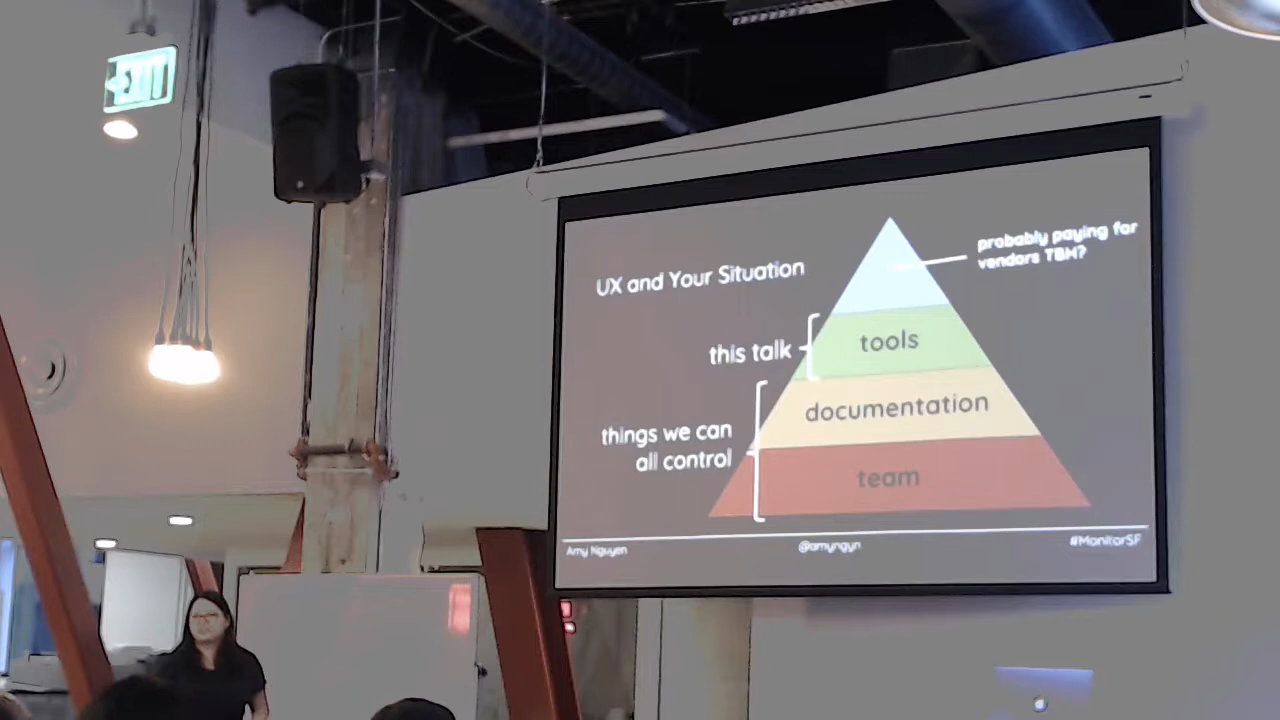 EXIT
probably paying for
vendors TBH?
UX and Your Situation
this talk
tools
documentation
things we can
all control
team
Amy Nguyen
@amyngyn
#MonitorSF